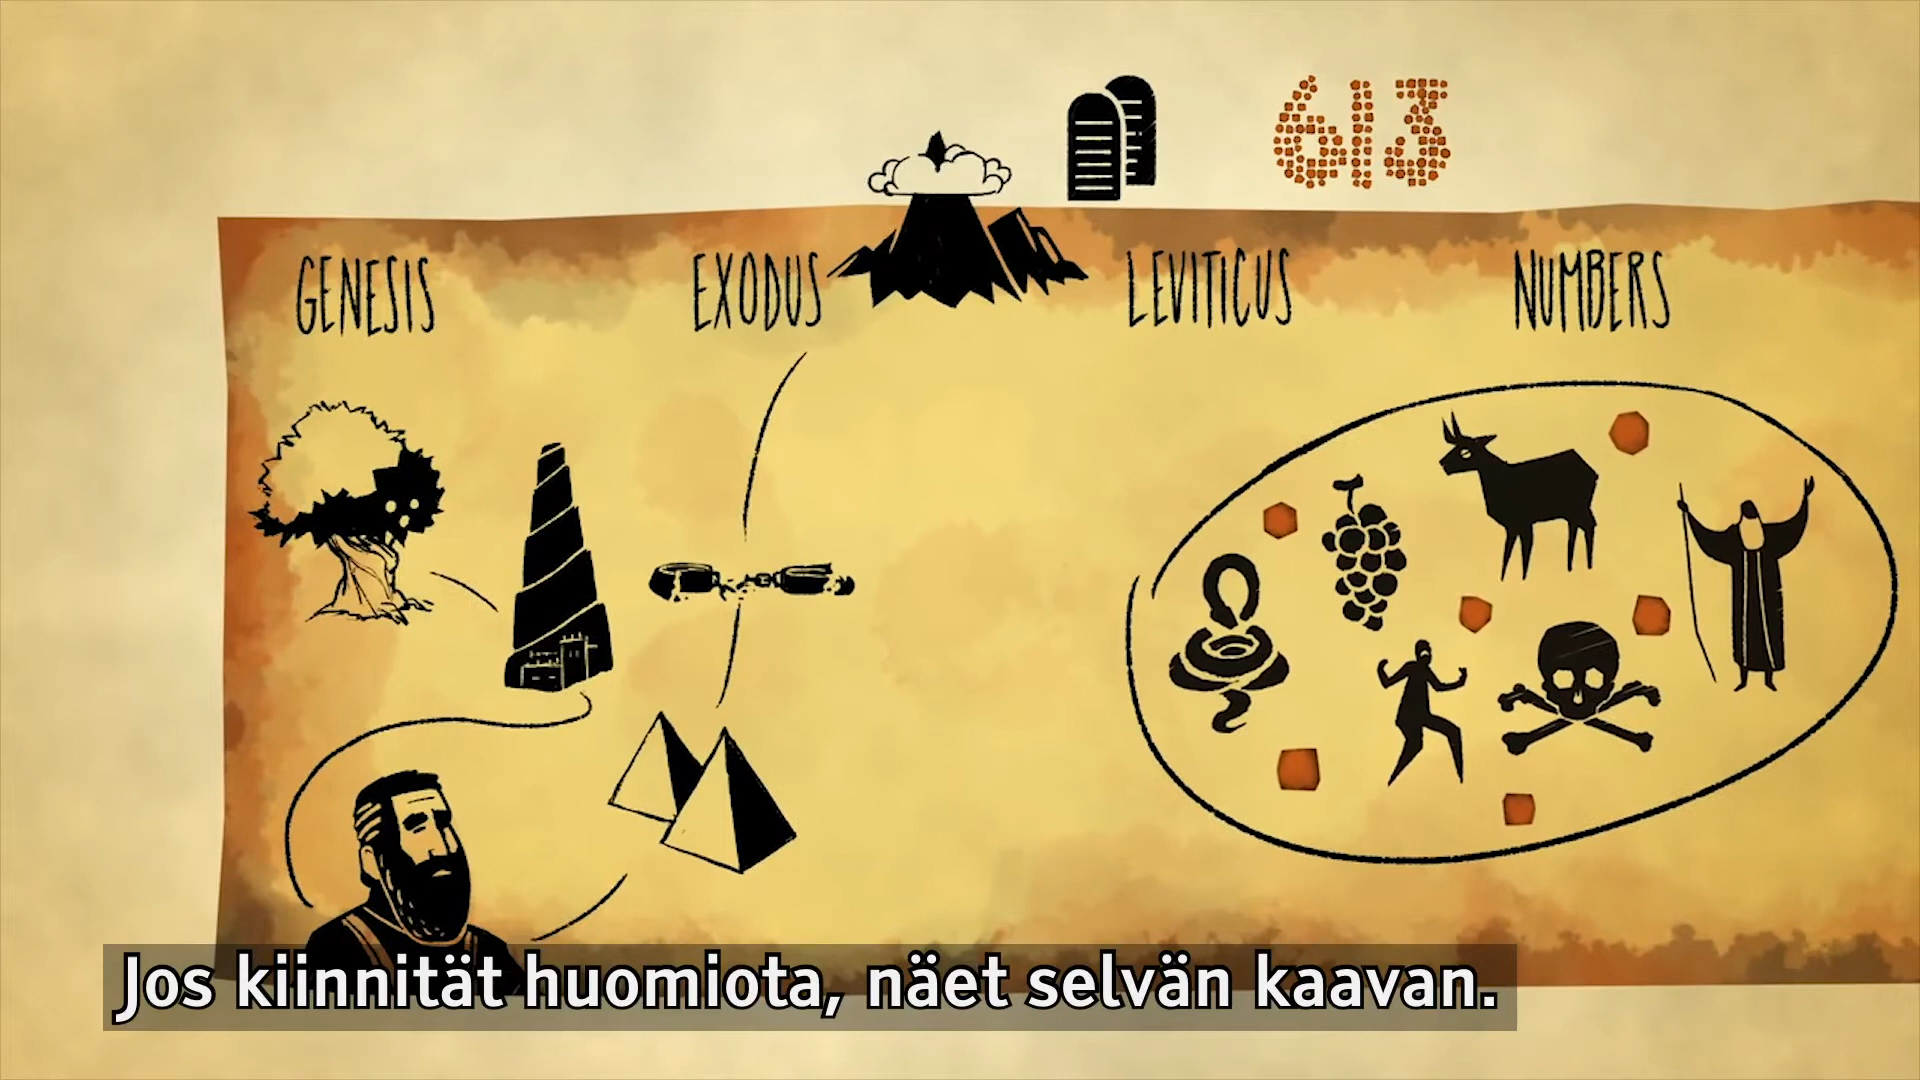 613
GENESIS
EXODUS
LEVITICUS
NUMBERS
Jos kiinnität huomiota, näet selvän kaavan.